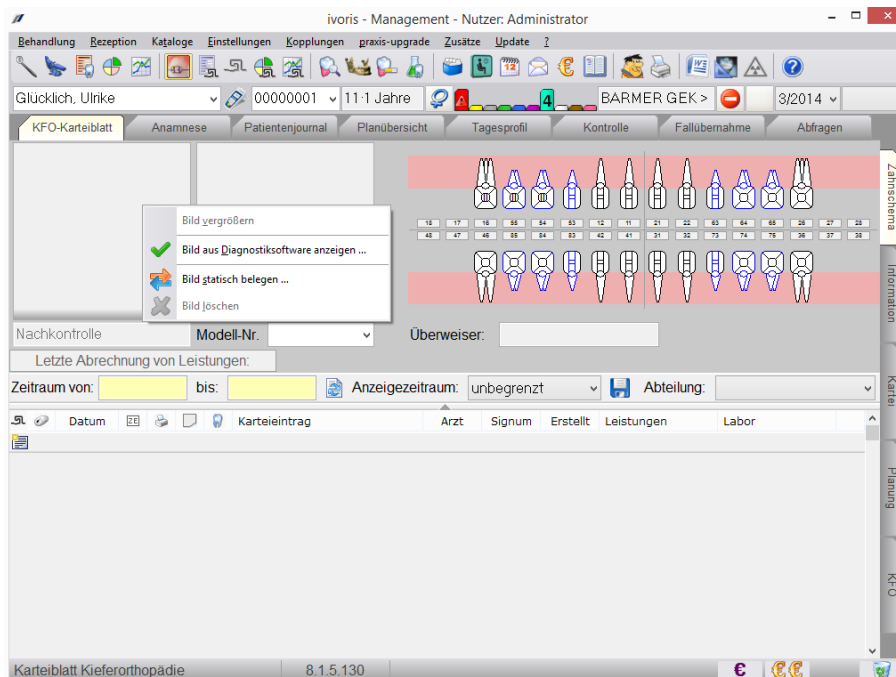 ivoris - Management - Nutzer: Administrator
Behandlung Rezeption Kataloge Einstellungen Kopplungen praxis-upgrade Zusätze Update ?
Glücklich, Ulrike 00000001 11·1 Jahre 4 BARMER GEK > 3/2014
KFO-Karteiblatt Anamnese Patientenjournal Planübersicht Tagesprofil Kontrolle Fallübernahme Abfragen
Zahnschema
Information
Kartei
Planung
KFO
18 17 16 55 54 53 12 11 21 22 63 64 65 26 27 28
48 47 46 85 84 83 42 41 31 32 73 74 75 36 37 38
Bild vergrößern
Bild aus Diagnostiksoftware anzeigen ...
Bild statisch belegen ...
Bild löschen
Nachkontrolle Modell-Nr. Überweiser:
Letzte Abrechnung von Leistungen:
Zeitraum von: bis: Anzeigezeitraum: unbegrenzt Abteilung:
Datum ZE Karteieintrag Arzt Signum Erstellt Leistungen Labor
Karteiblatt Kieferorthopädie 8.1.5.130 € €€